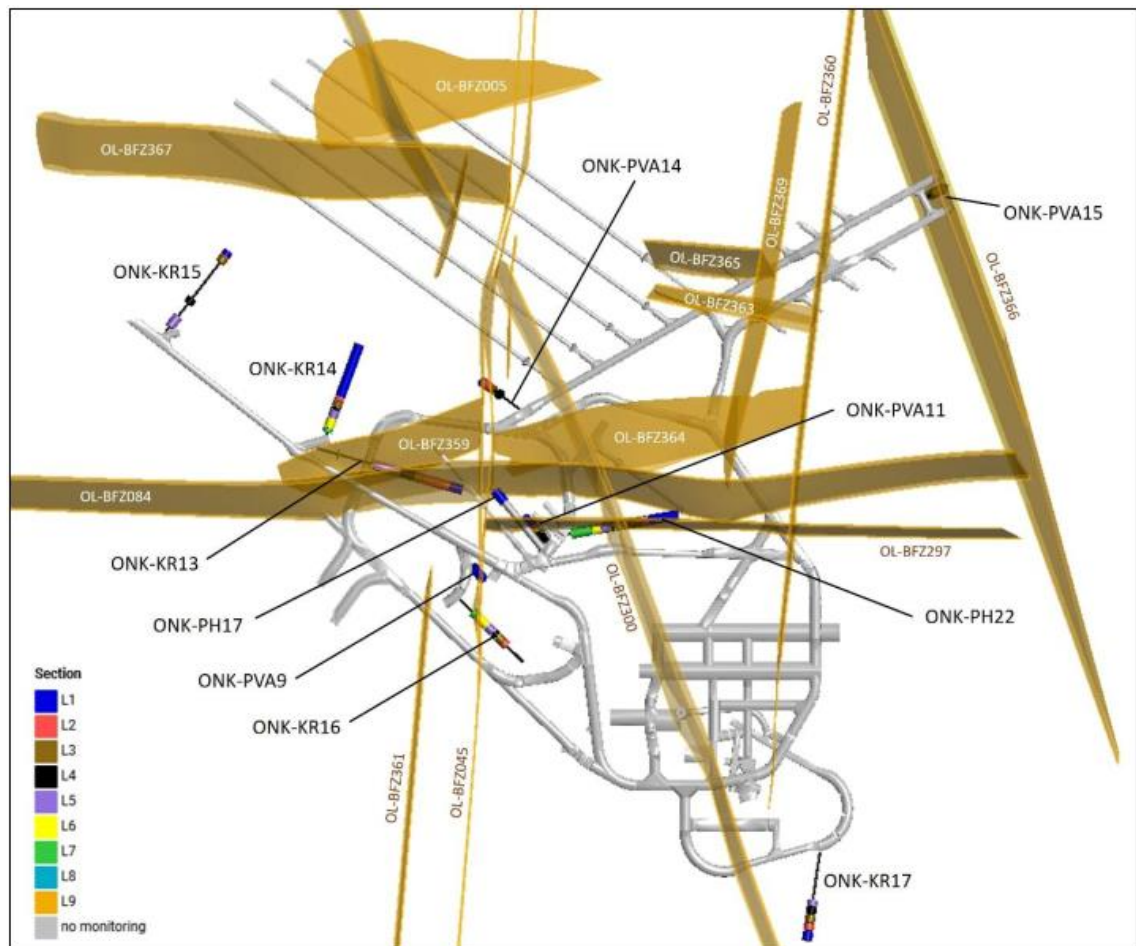 OL-BFZ005
OL-BFZ360
OL-BFZ367
ONK-PVA14
OL-BFZ369
ONK-PVA15
ONK-KR15
OL-BFZ365
OL-BFZ363
OL-BFZ366
ONK-KR14
ONK-PVA11
OL-BFZ359
OL-BFZ364
OL-BFZ084
OL-BFZ297
ONK-KR13
OL-BFZ300
ONK-PH22
ONK-PH17
ONK-PVA9
ONK-KR16
OL-BFZ361
OL-BFZ045
ONK-KR17
Section
L1
L2
L3
L4
L5
L6
L7
L8
L9
no monitoring